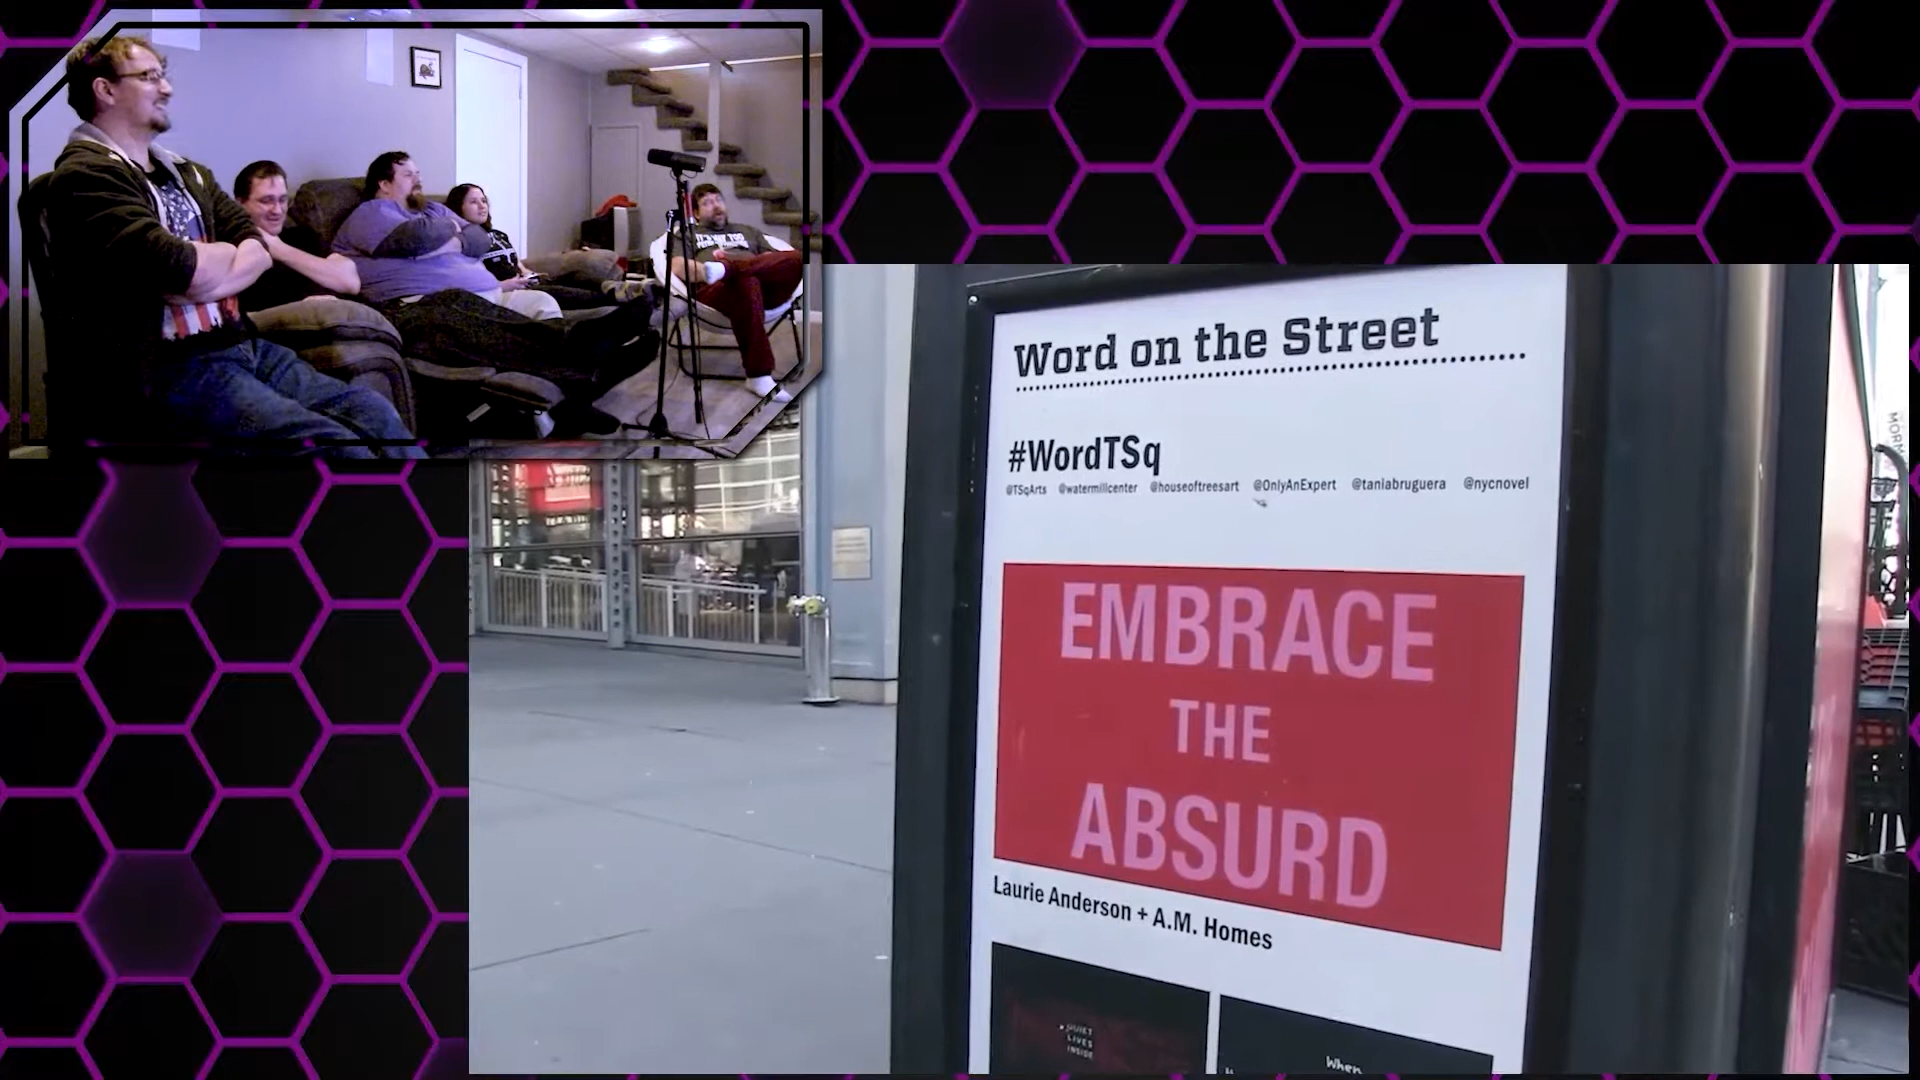 Word on the Street
#WordTSq
@TSqArts @watermillcenter @houseoftreesart @OnlyAnExpert @taniabruguera @nycnovel
EMBRACE
THE
ABSURD
Laurie Anderson + A.M. Homes
QUIET
LIVES
INSIDE
When